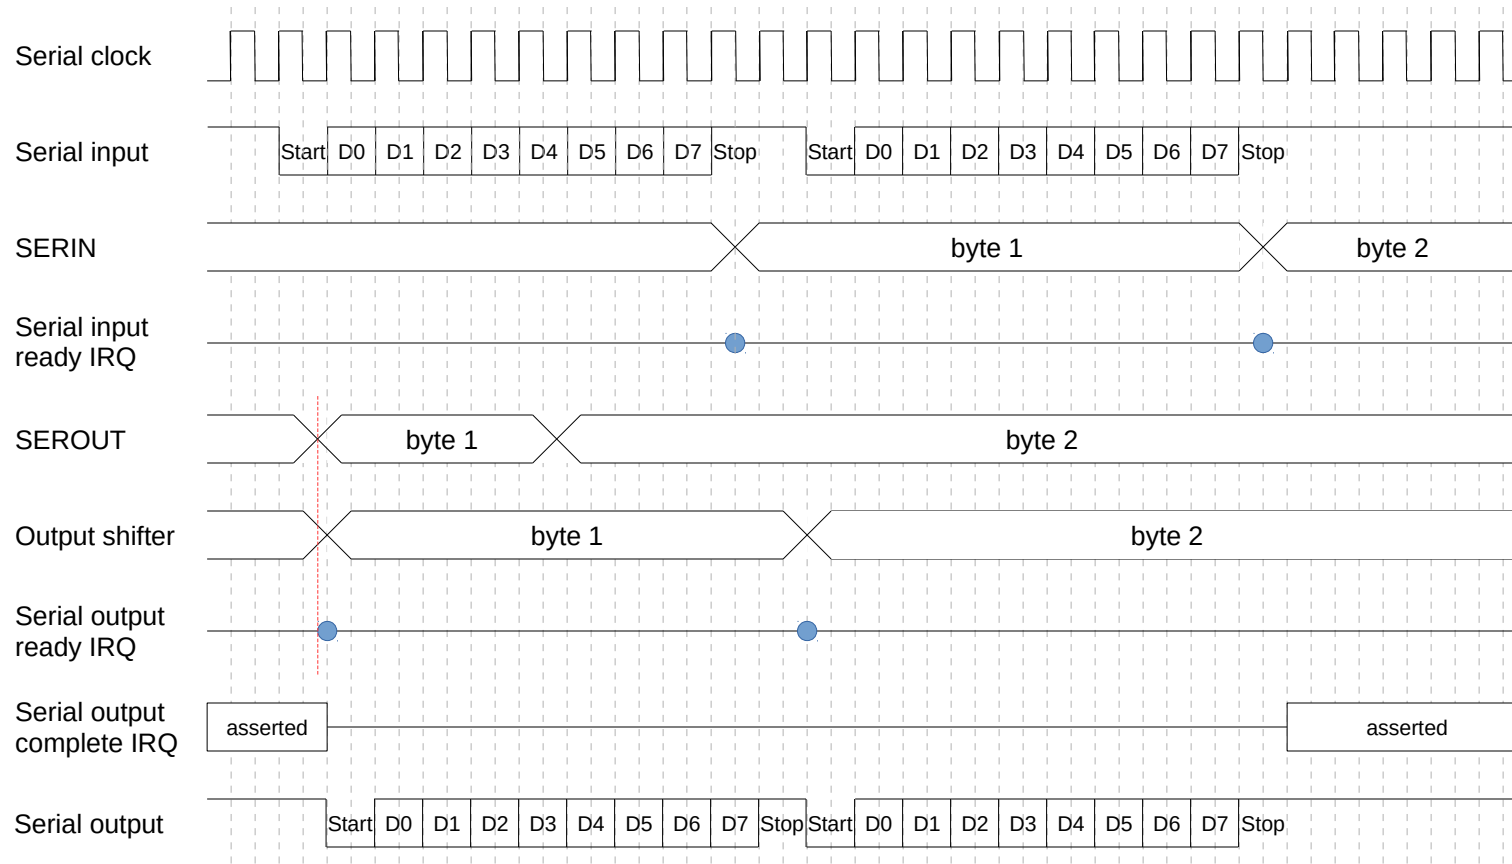 Serial clock
Serial input
Start D0 D1 D2 D3 D4 D5 D6 D7 Stop Start D0 D1 D2 D3 D4 D5 D6 D7 Stop
SERIN
byte 1 byte 2
Serial input
ready IRQ
SEROUT
byte 1 byte 2
Output shifter
byte 1 byte 2
Serial output
ready IRQ
Serial output
complete IRQ
asserted asserted
Serial output
Start D0 D1 D2 D3 D4 D5 D6 D7 Stop Start D0 D1 D2 D3 D4 D5 D6 D7 Stop